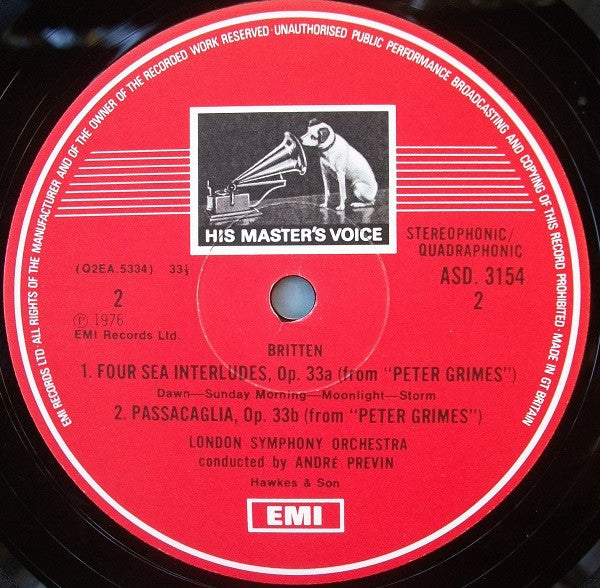 EMI RECORDS LTD · ALL RIGHTS OF THE MANUFACTURER AND OF THE OWNER OF THE RECORDED WORK RESERVED · UNAUTHORISED PUBLIC PERFORMANCE BROADCASTING AND COPYING OF THIS RECORD PROHIBITED · MADE IN GT BRITAIN
HIS MASTER'S VOICE
STEREOPHONIC/
QUADRAPHONIC
(Q2EA.5334) 33⅓
ASD. 3154
2
2
Ⓟ 1976
EMI Records Ltd.
BRITTEN
1. FOUR SEA INTERLUDES, Op. 33a (from "PETER GRIMES")
Dawn—Sunday Morning—Moonlight—Storm
2. PASSACAGLIA, Op. 33b (from "PETER GRIMES")
LONDON SYMPHONY ORCHESTRA
conducted by ANDRÉ PREVIN
Hawkes & Son
EMI